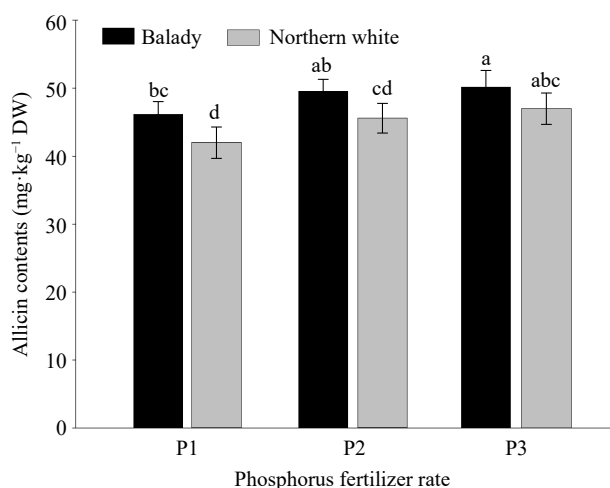 Balady Northern white
60
50
40
30
20
10
0
Allicin contents (mg·kg⁻¹ DW)
bc
d
ab
cd
a
abc
P1 P2 P3
Phosphorus fertilizer rate